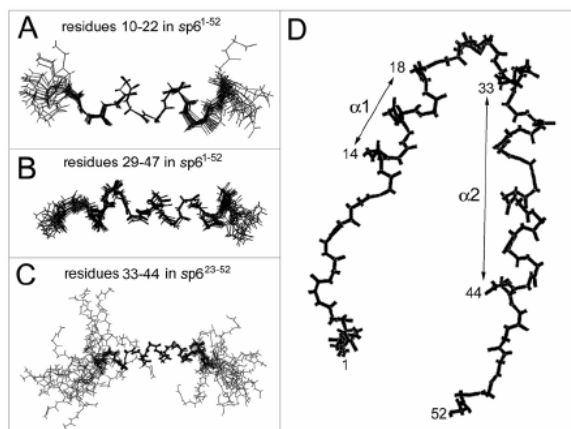 A
residues 10-22 in sp6¹⁻⁵²
B
residues 29-47 in sp6¹⁻⁵²
C
residues 33-44 in sp6²³⁻⁵²
D
18
33
α1
14
α2
44
1
52